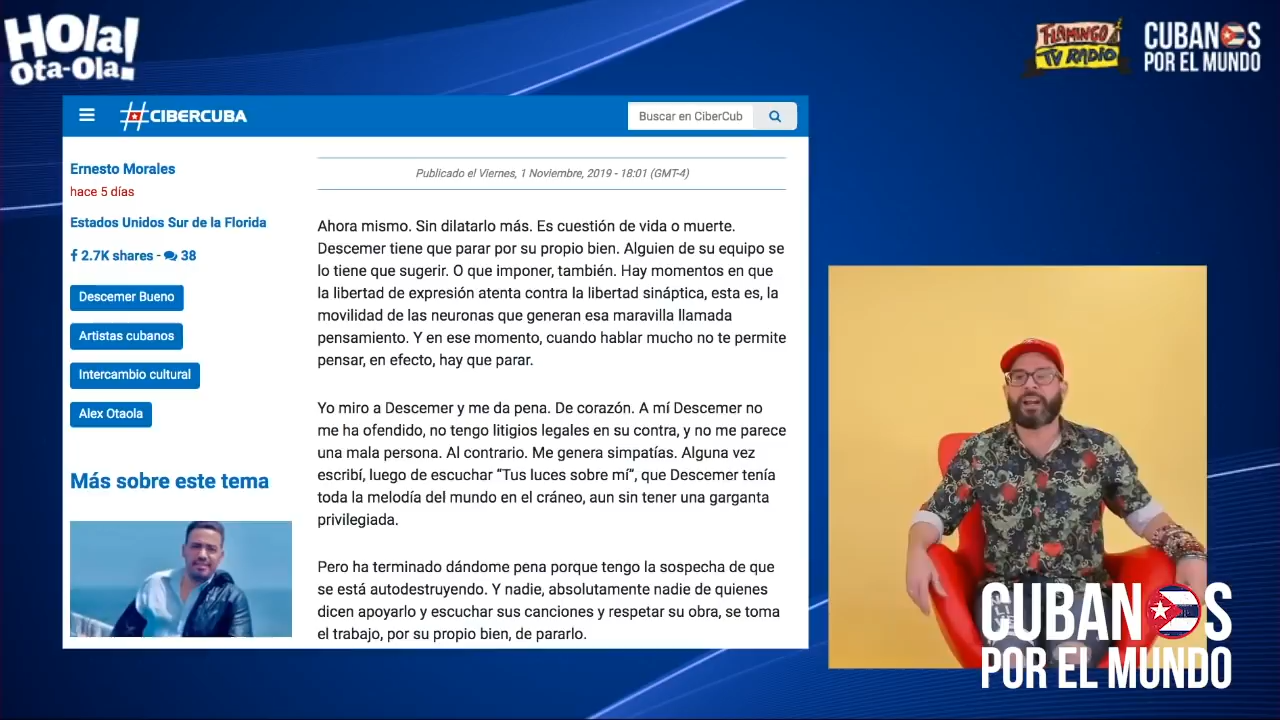 HOla!
Ota-Ola!
FLAMINGO
TV RADIO
CUBANOS
POR EL MUNDO
#CIBERCUBA
Buscar en CiberCub
Ernesto Morales
hace 5 días
Estados Unidos Sur de la Florida
2.7K shares - 38
Descemer Bueno
Artistas cubanos
Intercambio cultural
Alex Otaola
Más sobre este tema
Publicado el Viernes, 1 Noviembre, 2019 - 18:01 (GMT-4)
Ahora mismo. Sin dilatarlo más. Es cuestión de vida o muerte.
Descemer tiene que parar por su propio bien. Alguien de su equipo se
lo tiene que sugerir. O que imponer, también. Hay momentos en que
la libertad de expresión atenta contra la libertad sináptica, esta es, la
movilidad de las neuronas que generan esa maravilla llamada
pensamiento. Y en ese momento, cuando hablar mucho no te permite
pensar, en efecto, hay que parar.
Yo miro a Descemer y me da pena. De corazón. A mí Descemer no
me ha ofendido, no tengo litigios legales en su contra, y no me parece
una mala persona. Al contrario. Me genera simpatías. Alguna vez
escribí, luego de escuchar “Tus luces sobre mí”, que Descemer tenía
toda la melodía del mundo en el cráneo, aun sin tener una garganta
privilegiada.
Pero ha terminado dándome pena porque tengo la sospecha de que
se está autodestruyendo. Y nadie, absolutamente nadie de quienes
dicen apoyarlo y escuchar sus canciones y respetar su obra, se toma
el trabajo, por su propio bien, de pararlo.
CUBANOS
POR EL MUNDO